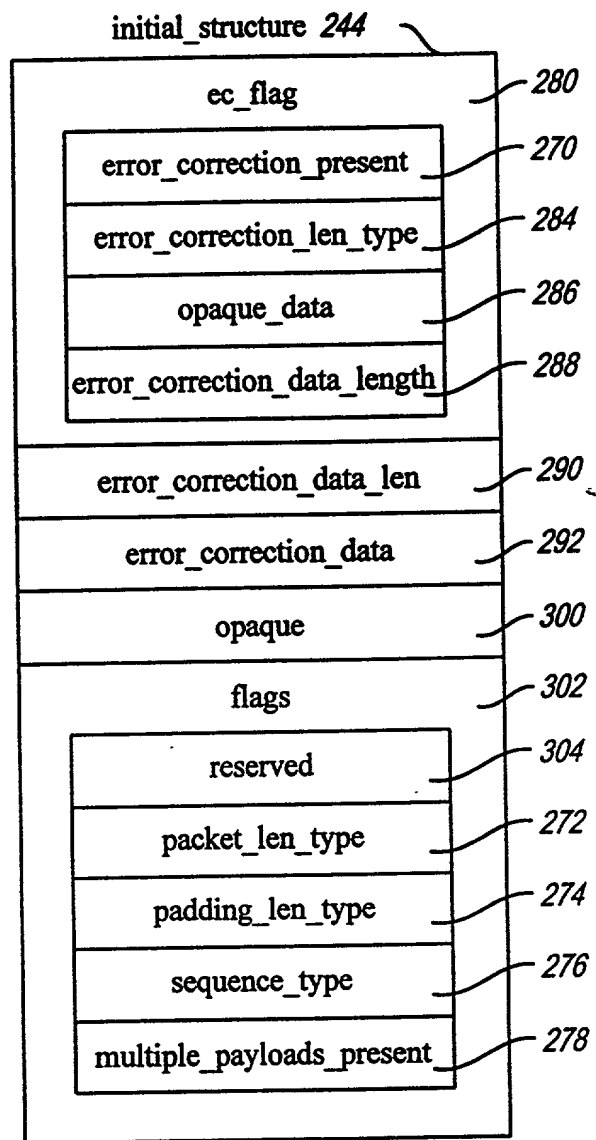 initial_structure 244
ec_flag 280
error_correction_present 270
error_correction_len_type 284
opaque_data 286
error_correction_data_length 288
error_correction_data_len 290
error_correction_data 292
opaque 300
flags 302
reserved 304
packet_len_type 272
padding_len_type 274
sequence_type 276
multiple_payloads_present 278